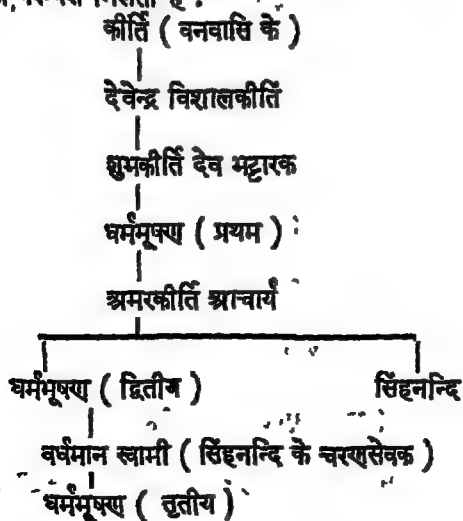 मिलता है :
कीर्ति ( वनवासि के )
देवेन्द्र विशालकीर्ति
शुभकीर्ति देव भट्टारक
धर्मभूषण ( प्रथम )
अमरकीर्ति आचार्य
धर्मभूषण ( द्वितीय ) सिंहनन्दि
वर्धमान स्वामी ( सिंहनन्दि के चरणसेवक )
धर्मभूषण ( तृतीय )